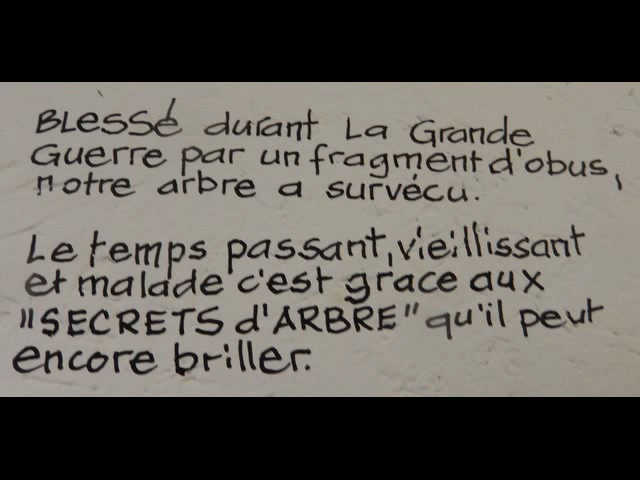 BLessé durant La Grande
Guerre par un fragment d'obus,
notre arbre a survécu.
Le temps passant, vieillissant
et malade c'est grace aux
"SECRETS d'ARBRE" qu'il peut
encore briller.